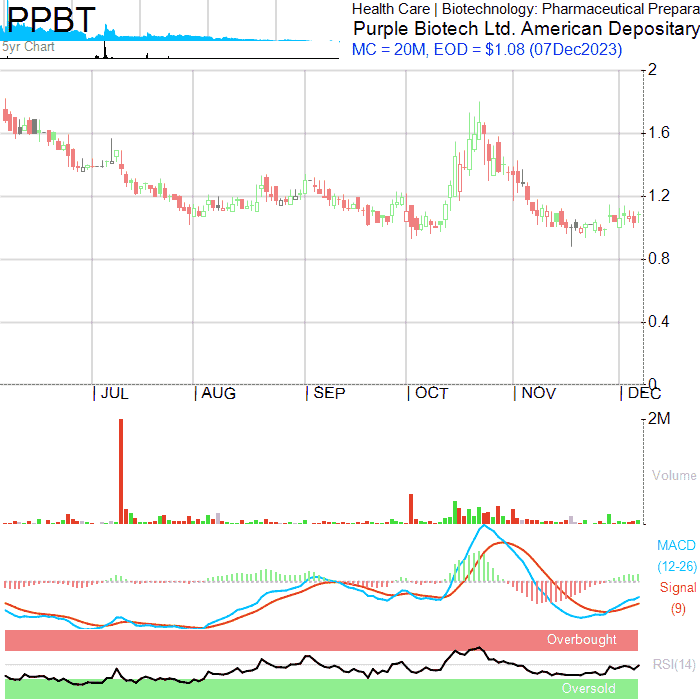 PPBT
5yr Chart
Health Care | Biotechnology: Pharmaceutical Prepara
Purple Biotech Ltd. American Depositary
MC = 20M, EOD = $1.08 (07Dec2023)
2
1.6
1.2
0.8
0.4
0
JUL AUG SEP OCT NOV DEC
2M
Volume
MACD
(12-26)
Signal
(9)
Overbought
RSI(14)
Oversold